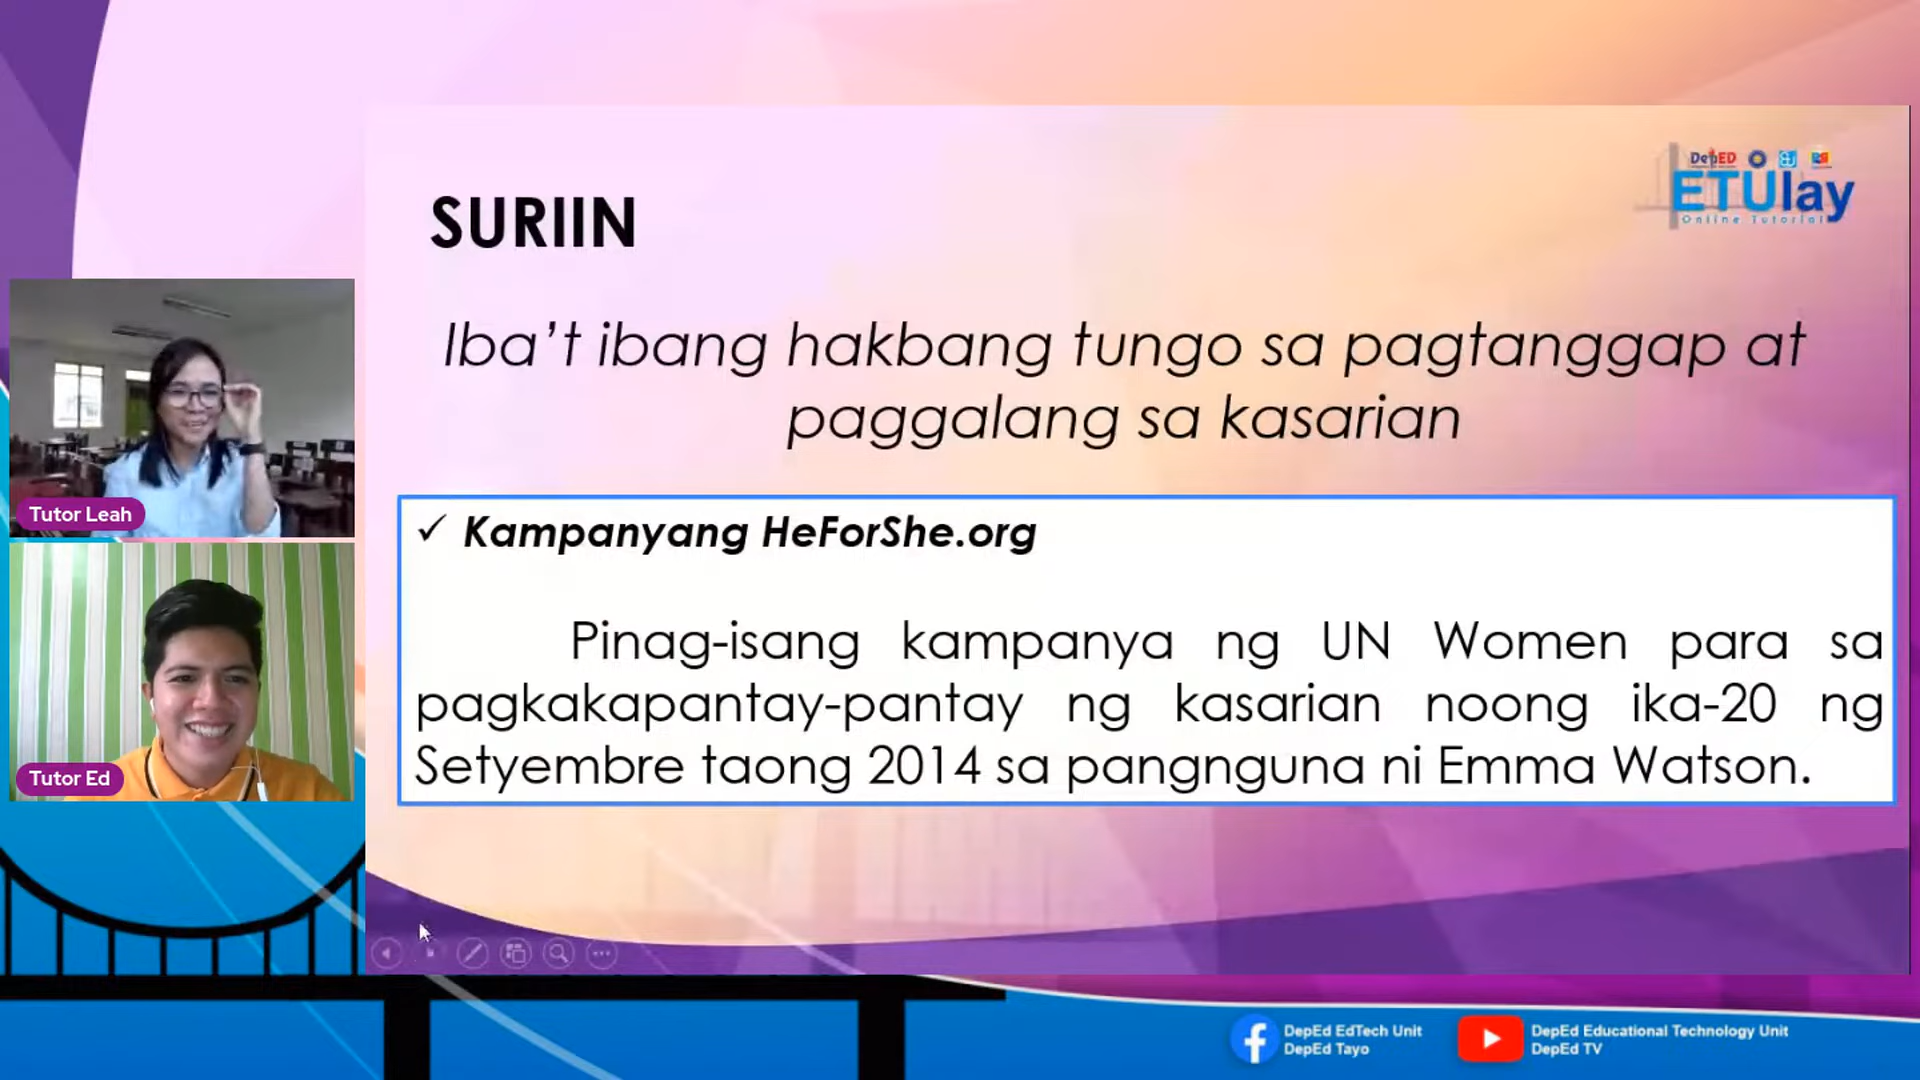 DepED
ETUlay
Online Tutorial
SURIIN
Iba't ibang hakbang tungo sa pagtanggap at
paggalang sa kasarian
✓ Kampanyang HeForShe.org
Pinag-isang kampanya ng UN Women para sa
pagkakapantay-pantay ng kasarian noong ika-20 ng
Setyembre taong 2014 sa pangnguna ni Emma Watson.
Tutor Leah
Tutor Ed
DepEd EdTech Unit
DepEd Tayo
DepEd Educational Technology Unit
DepEd TV